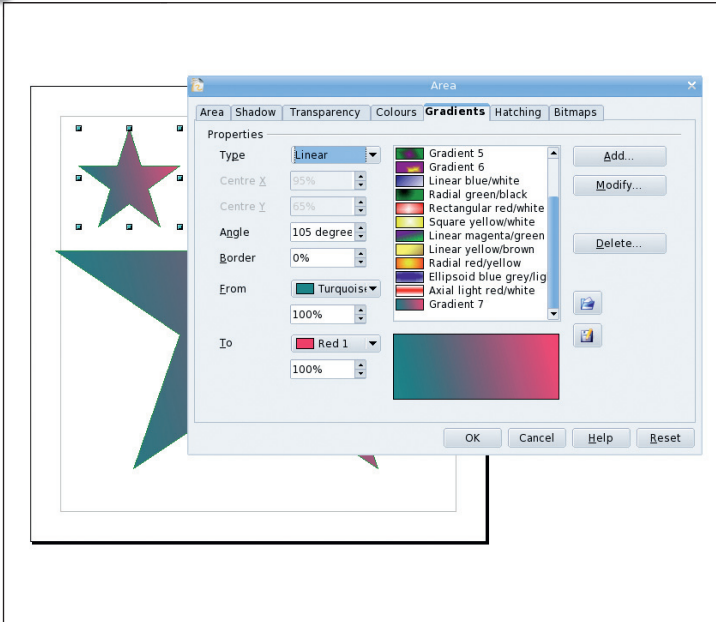 Area
Area Shadow Transparency Colours Gradients Hatching Bitmaps
Properties
Type Linear
Centre X 95%
Centre Y 65%
Angle 105 degree
Border 0%
From Turquoise
100%
To Red 1
100%
Gradient 5
Gradient 6
Linear blue/white
Radial green/black
Rectangular red/white
Square yellow/white
Linear magenta/green
Linear yellow/brown
Radial red/yellow
Ellipsoid blue grey/lig
Axial light red/white
Gradient 7
Add...
Modify...
Delete...
OK Cancel Help Reset